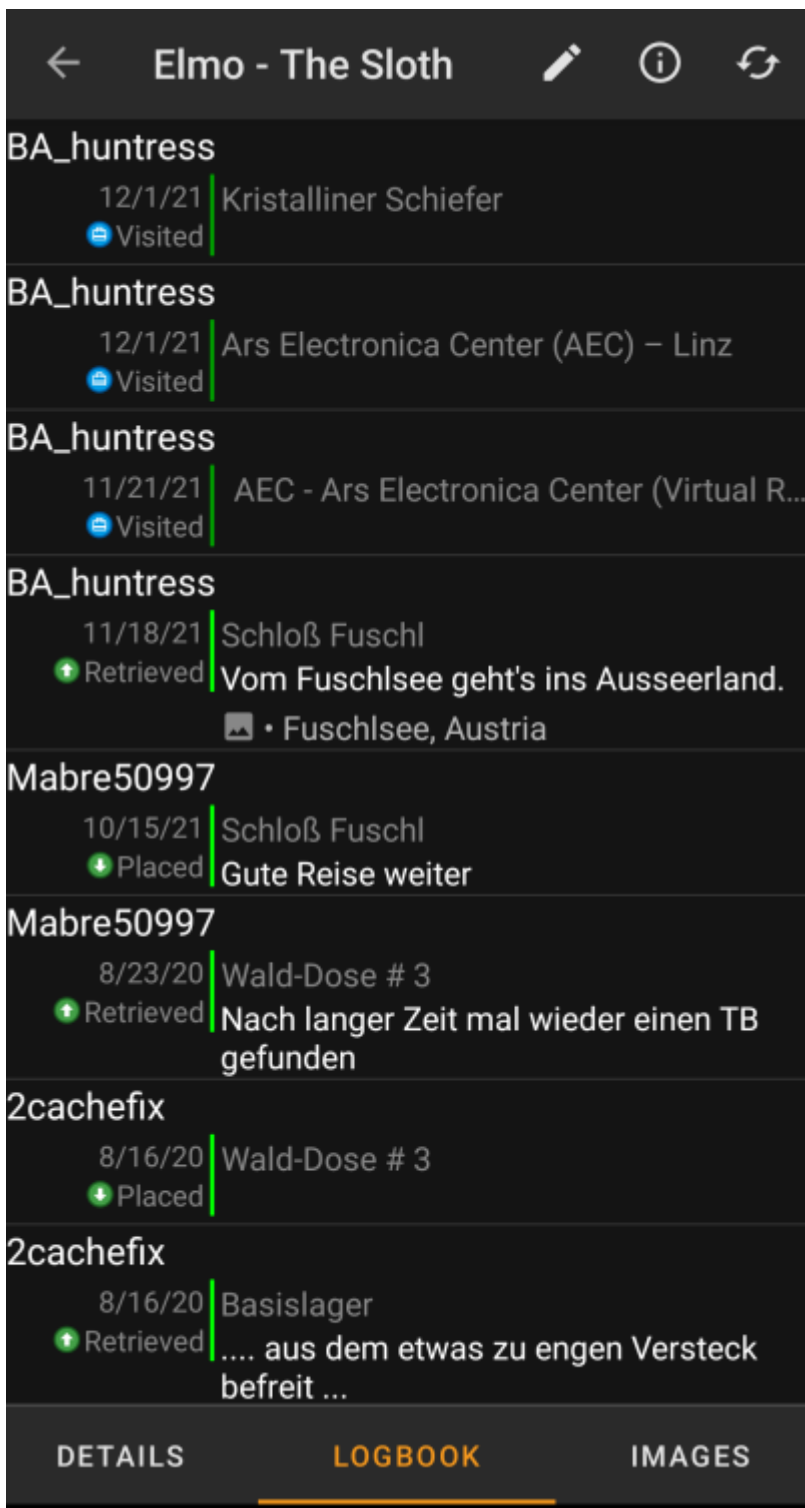 Elmo - The Sloth
BA_huntress
12/1/21 Kristalliner Schiefer
Visited
BA_huntress
12/1/21 Ars Electronica Center (AEC) – Linz
Visited
BA_huntress
11/21/21 AEC - Ars Electronica Center (Virtual R...
Visited
BA_huntress
11/18/21 Schloß Fuschl
Retrieved Vom Fuschlsee geht's ins Ausseerland.
• Fuschlsee, Austria
Mabre50997
10/15/21 Schloß Fuschl
Placed Gute Reise weiter
Mabre50997
8/23/20 Wald-Dose # 3
Retrieved Nach langer Zeit mal wieder einen TB
gefunden
2cachefix
8/16/20 Wald-Dose # 3
Placed
2cachefix
8/16/20 Basislager
Retrieved .... aus dem etwas zu engen Versteck
befreit ...
DETAILS LOGBOOK IMAGES